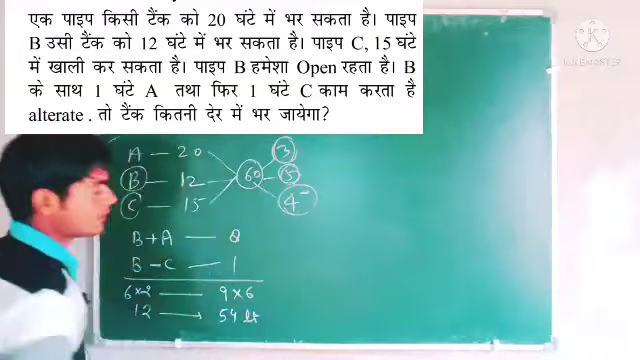 एक पाइप किसी टैंक को 20 घंटे में भर सकता है। पाइप
B उसी टैंक को 12 घंटे में भर सकता है। पाइप C, 15 घंटे
में खाली कर सकता है। पाइप B हमेशा Open रहता है। B
के साथ 1 घंटे A तथा फिर 1 घंटे C काम करता है
alterate. तो टैंक कितनी देर में भर जायेगा?
A — 20 60 3
B — 12 5
C — 15 4-
B+A — 8
B-C — 1
6×2 — 9×6
12 → 54 lt